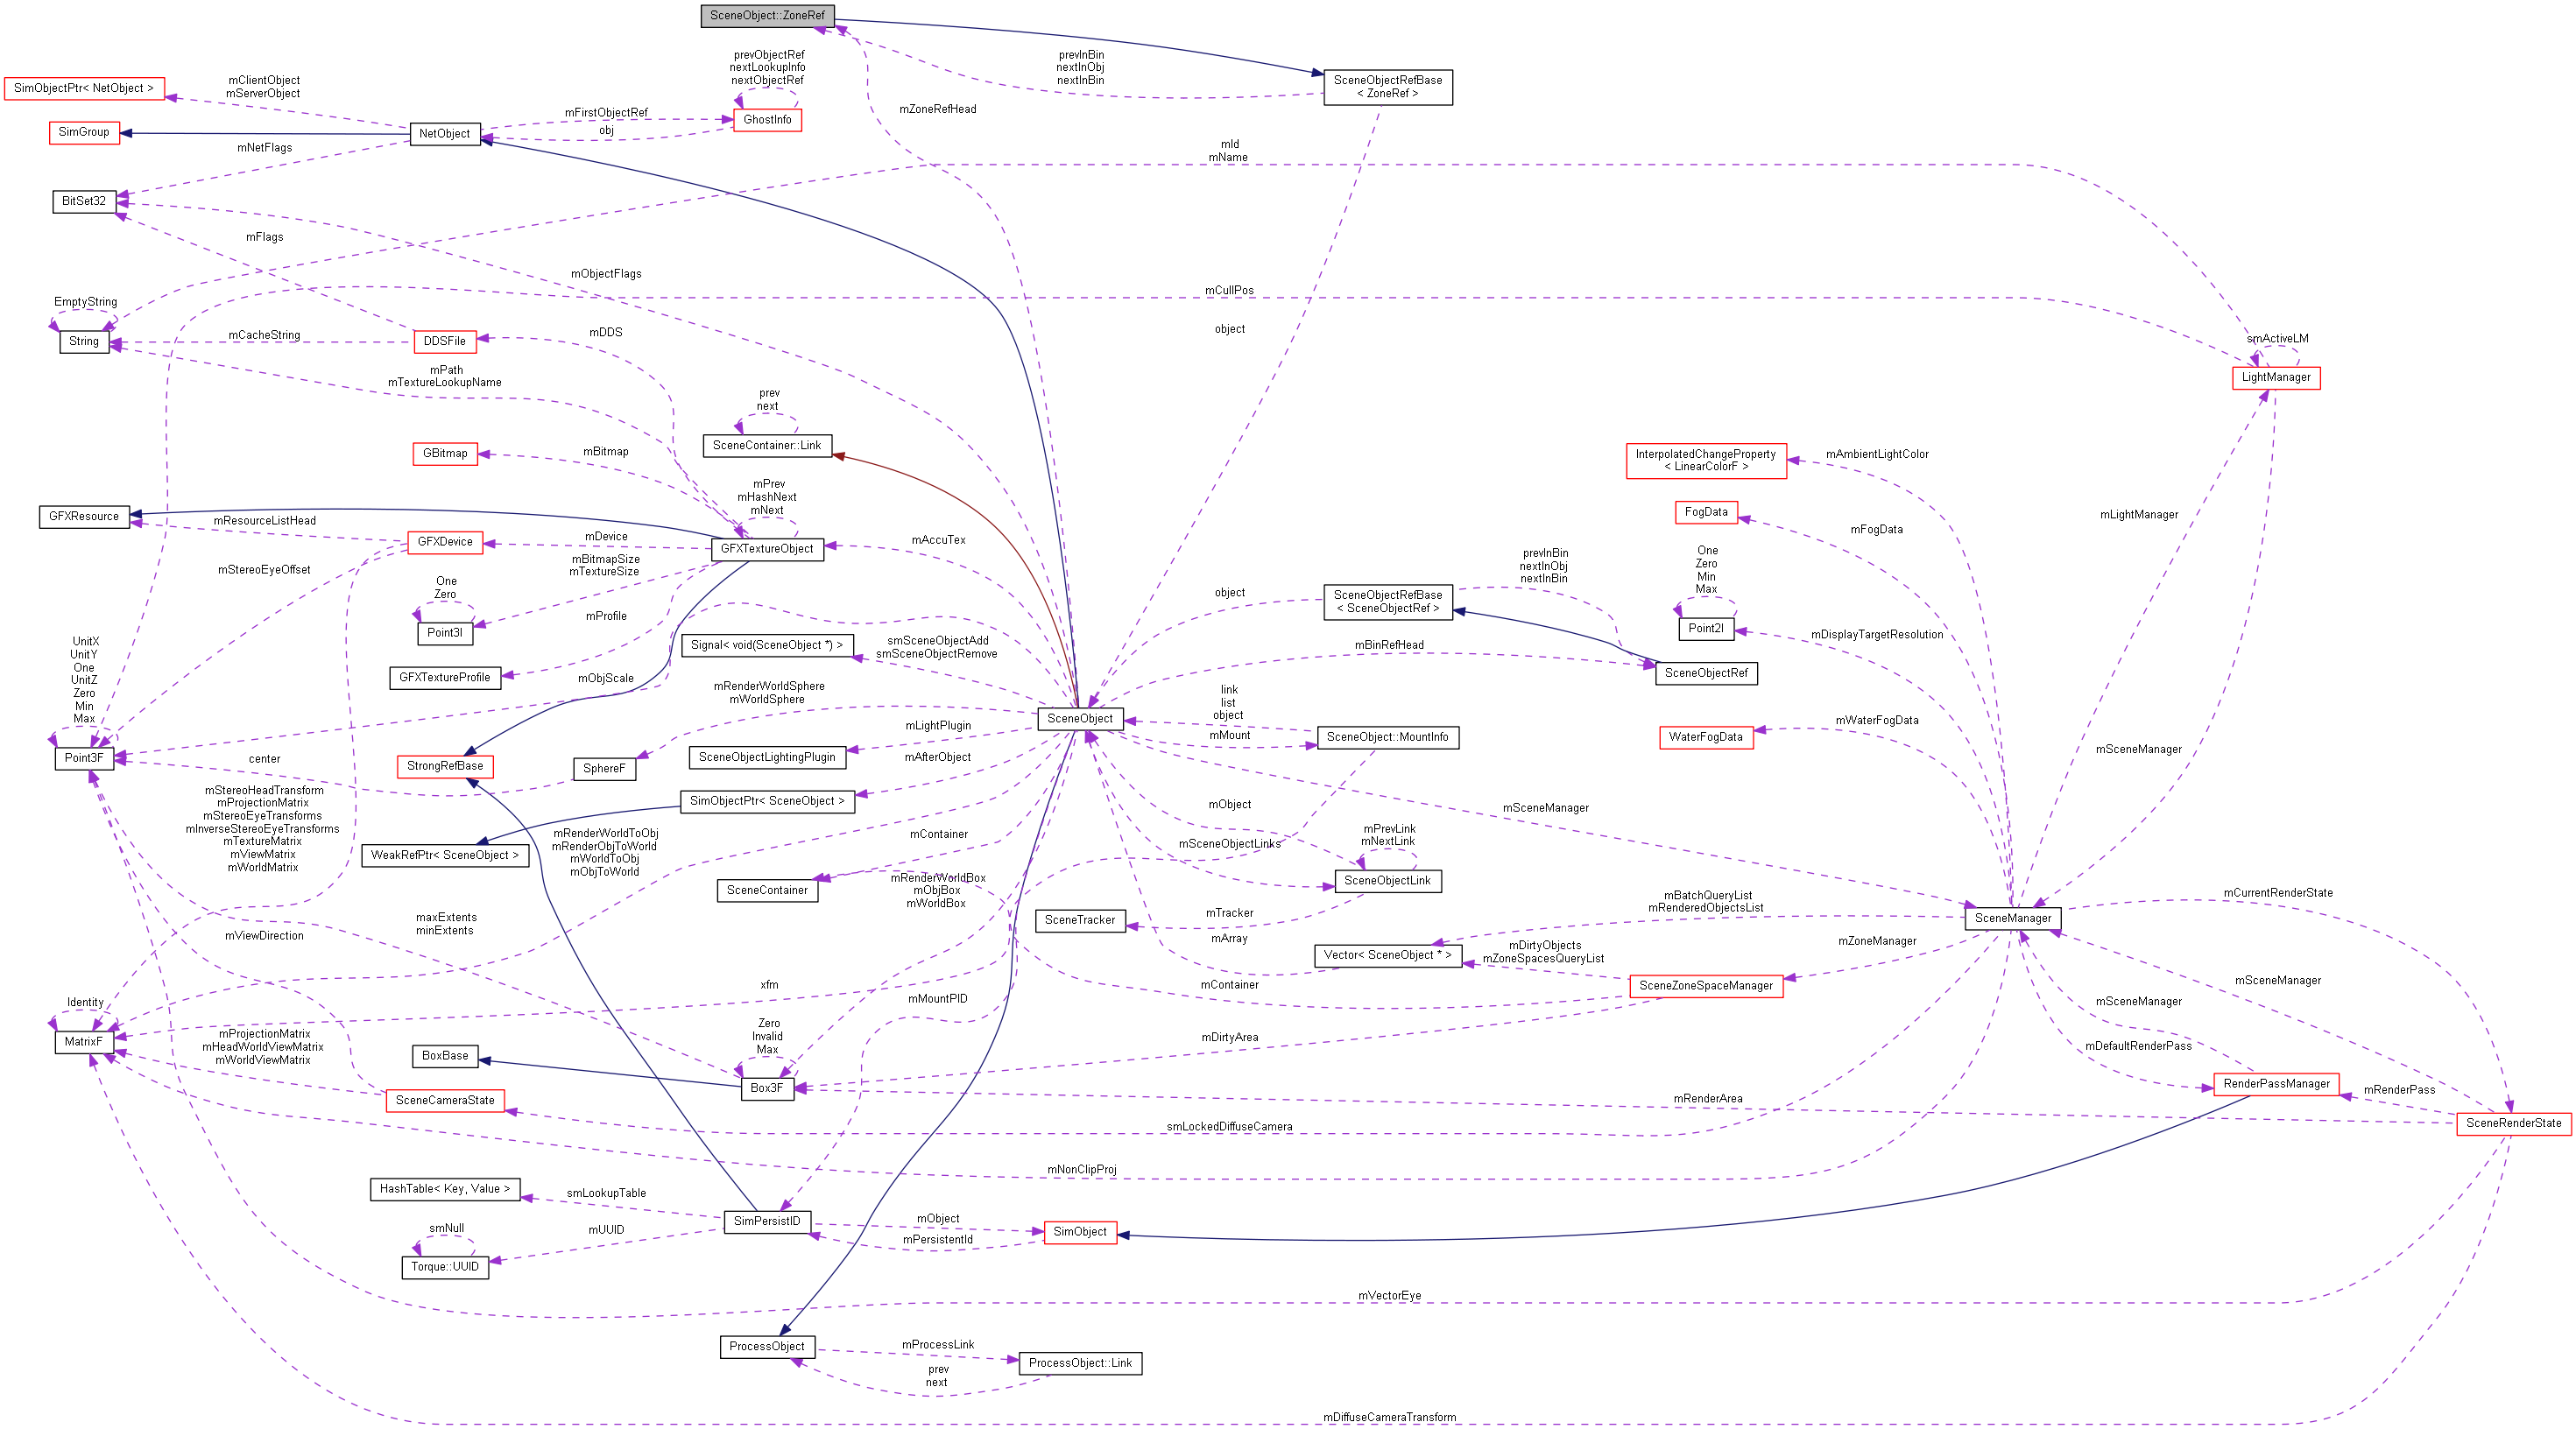 SceneObject::ZoneRef
prevObjectRef
nextLookupInfo
nextObjectRef
prevInBin
nextInObj
nextInBin
SceneObjectRefBase
< ZoneRef >
mClientObject
mServerObject
SimObjectPtr< NetObject >
mFirstObjectRef
GhostInfo
mZoneRefHead
SimGroup
NetObject
obj
mNetFlags
mId
mName
BitSet32
mFlags
mObjectFlags
mCullPos
EmptyString
String
mCacheString
DDSFile
mDDS
object
smActiveLM
LightManager
mPath
mTextureLookupName
prev
next
SceneContainer::Link
GBitmap
mBitmap
InterpolatedChangeProperty
< LinearColorF >
mAmbientLightColor
mPrev
mHashNext
mNext
GFXResource
mResourceListHead
GFXDevice
mDevice
GFXTextureObject
mAccuTex
FogData
mFogData
mLightManager
mStereoEyeOffset
mBitmapSize
mTextureSize
One
Zero
Point3I
mProfile
prevInBin
nextInObj
nextInBin
One
Zero
Min
Max
Point2I
object
SceneObjectRefBase
< SceneObjectRef >
mDisplayTargetResolution
UnitX
UnitY
One
UnitZ
Zero
Min
Max
Point3F
GFXTextureProfile
mObjScale
Signal< void(SceneObject *) >
smSceneObjectAdd
smSceneObjectRemove
mBinRefHead
SceneObjectRef
mRenderWorldSphere
mWorldSphere
SceneObject
link
list
object
mMount
SceneObject::MountInfo
WaterFogData
mWaterFogData
mSceneManager
center
StrongRefBase
SphereF
mLightPlugin
SceneObjectLightingPlugin
mAfterObject
SimObjectPtr< SceneObject >
mStereoHeadTransform
mProjectionMatrix
mStereoEyeTransforms
mInverseStereoEyeTransforms
mTextureMatrix
mViewMatrix
mWorldMatrix
WeakRefPtr< SceneObject >
mRenderWorldToObj
mRenderObjToWorld
mWorldToObj
mObjToWorld
mContainer
mObject
mSceneManager
mSceneObjectLinks
mPrevLink
mNextLink
SceneObjectLink
SceneContainer
mRenderWorldBox
mObjBox
mWorldBox
SceneTracker
mTracker
mArray
mBatchQueryList
mRenderedObjectsList
SceneManager
mCurrentRenderState
maxExtents
minExtents
mViewDirection
Vector< SceneObject * >
mDirtyObjects
mZoneSpacesQueryList
mZoneManager
SceneZoneSpaceManager
mContainer
mSceneManager
mSceneManager
Identity
MatrixF
xfm
mMountPID
mProjectionMatrix
mHeadWorldViewMatrix
mWorldViewMatrix
BoxBase
Zero
Invalid
Max
Box3F
mDirtyArea
mDefaultRenderPass
RenderPassManager
mRenderPass
SceneCameraState
mRenderArea
SceneRenderState
smLockedDiffuseCamera
mNonClipProj
HashTable< Key, Value >
smLookupTable
SimPersistID
mObject
SimObject
mPersistentId
smNull
Torque::UUID
mUUID
mVectorEye
ProcessObject
mProcessLink
ProcessObject::Link
prev
next
mDiffuseCameraTransform